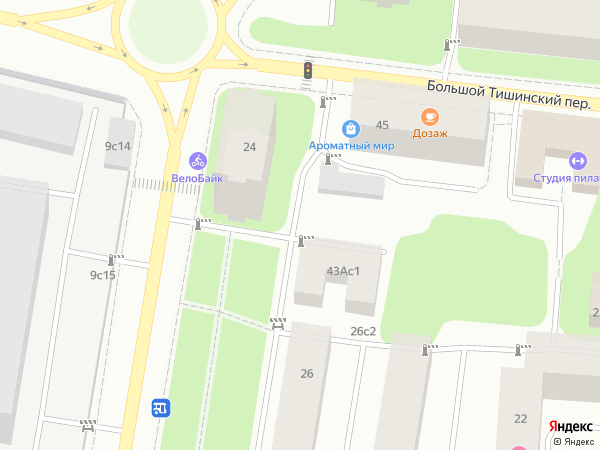 Большой Тишинский пер.
45
Дозаж
Ароматный мир
24
9с14
ВелоБайк
Студия пила
43Ас1
9с15
26с2
26
22
Яндекс
© Яндекс